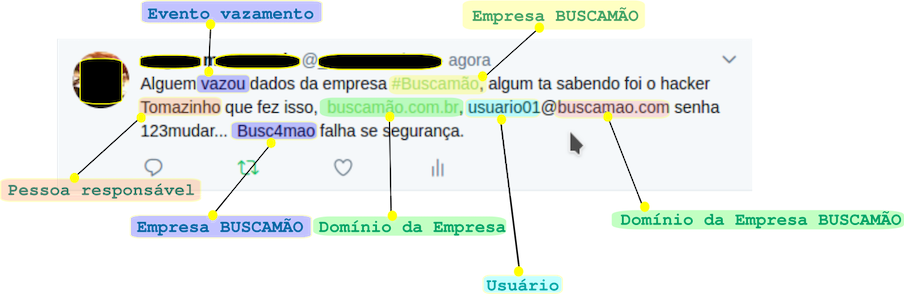 Evento vazamento
Empresa BUSCAMÃO
@ agora
Alguem vazou dados da empresa #Buscamão, algum ta sabendo foi o hacker
Tomazinho que fez isso, buscamão.com.br, usuario01@buscamao.com senha
123mudar... Busc4mao falha se segurança.
Pessoa responsável
Empresa BUSCAMÃO
Domínio da Empresa
Domínio da Empresa BUSCAMÃO
Usuário